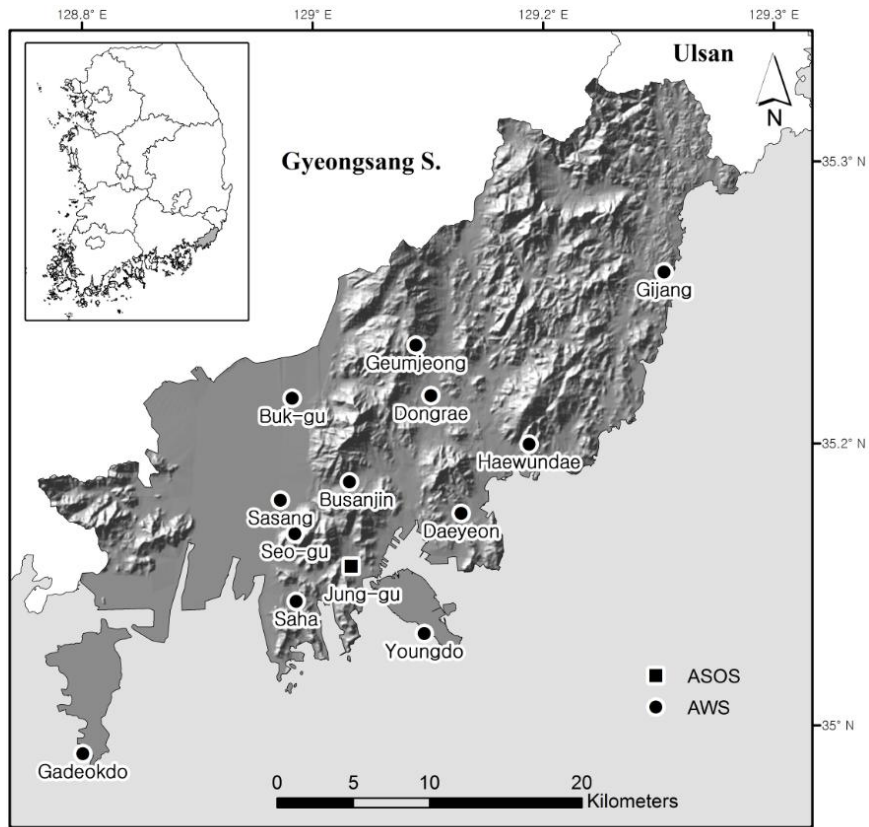 128.8° E
129° E
129.2° E
129.3° E
Ulsan
N
Gyeongsang S.
35.3° N
Gijang
Geumjeong
Buk-gu
Dongrae
35.2° N
Haewundae
Busanjin
Sasang
Daeyeon
Seo-gu
Jung-gu
Saha
Youngdo
ASOS
AWS
35° N
Gadeokdo
0 5 10 20
Kilometers